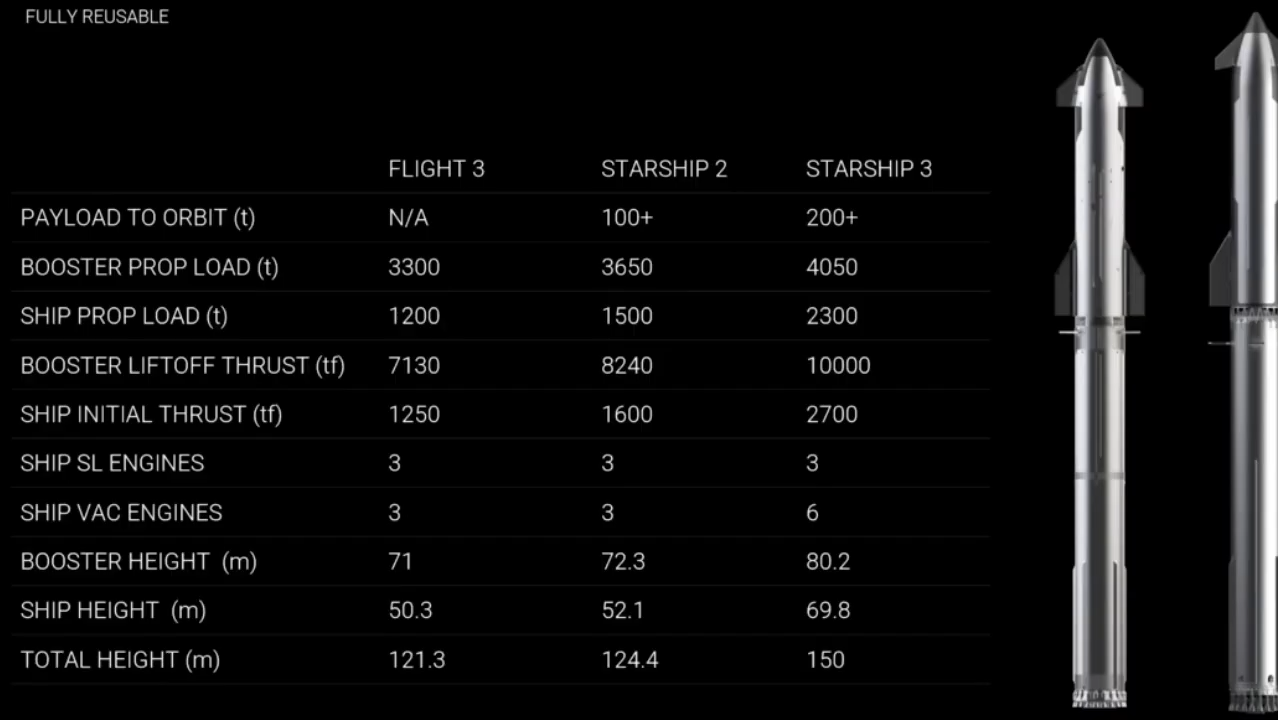 FULLY REUSABLE
FLIGHT 3 STARSHIP 2 STARSHIP 3
PAYLOAD TO ORBIT (t) N/A 100+ 200+
BOOSTER PROP LOAD (t) 3300 3650 4050
SHIP PROP LOAD (t) 1200 1500 2300
BOOSTER LIFTOFF THRUST (tf) 7130 8240 10000
SHIP INITIAL THRUST (tf) 1250 1600 2700
SHIP SL ENGINES 3 3 3
SHIP VAC ENGINES 3 3 6
BOOSTER HEIGHT (m) 71 72.3 80.2
SHIP HEIGHT (m) 50.3 52.1 69.8
TOTAL HEIGHT (m) 121.3 124.4 150